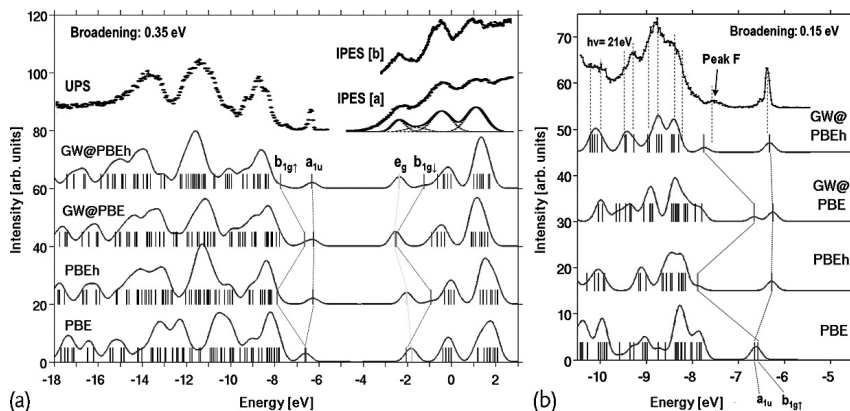 Broadening: 0.35 eV
IPES [b]
UPS
IPES [a]
b1g↑ a1u
eg b1g↓
GW@PBEh
GW@PBE
PBEh
PBE
Intensity [arb. units]
120
100
80
60
40
20
0
-18 -16 -14 -12 -10 -8 -6 -4 -2 0 2
Energy [eV]
(a)
Broadening: 0.15 eV
hν= 21eV
Peak F
GW@
PBEh
GW@
PBE
PBEh
PBE
Intensity [arb. units]
70
60
50
40
30
20
10
0
-10 -9 -8 -7 -6 -5
Energy [eV]
a1u b1g↑
(b)